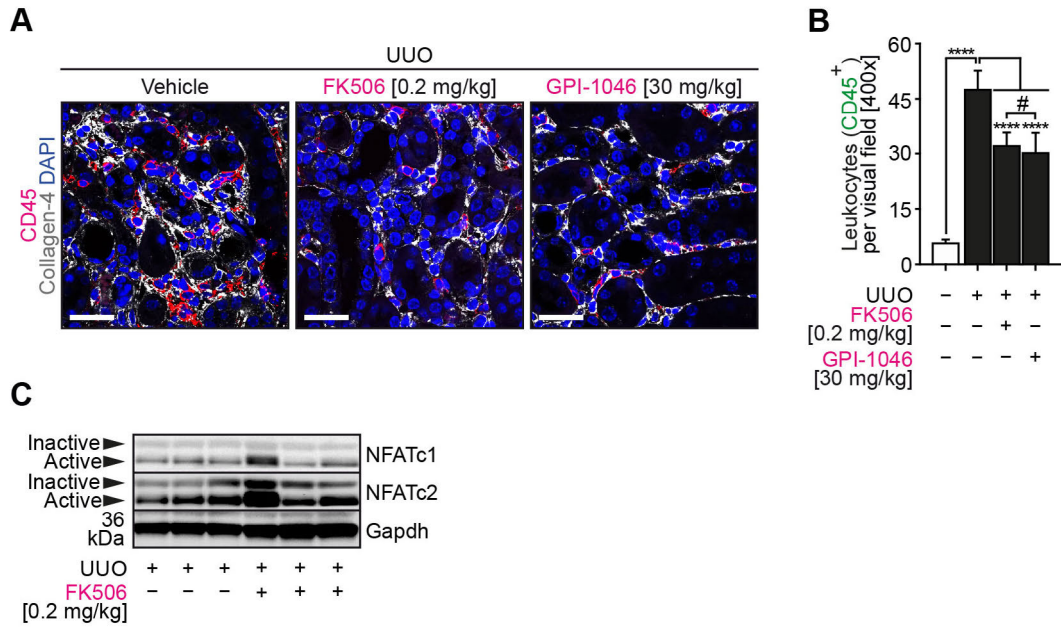 A
UUO
Vehicle
FK506 [0.2 mg/kg]
GPI-1046 [30 mg/kg]
CD45
Collagen-4 DAPI
B
Leukocytes (CD45+)
per visual field [400x]
60
45
30
15
0
****
#
**** ****
UUO − + + +
FK506 − − + −
[0.2 mg/kg]
GPI-1046 − − − +
[30 mg/kg]
C
Inactive
Active
NFATc1
Inactive
Active
NFATc2
36
kDa
Gapdh
UUO + + + + + +
FK506 − − − + + +
[0.2 mg/kg]